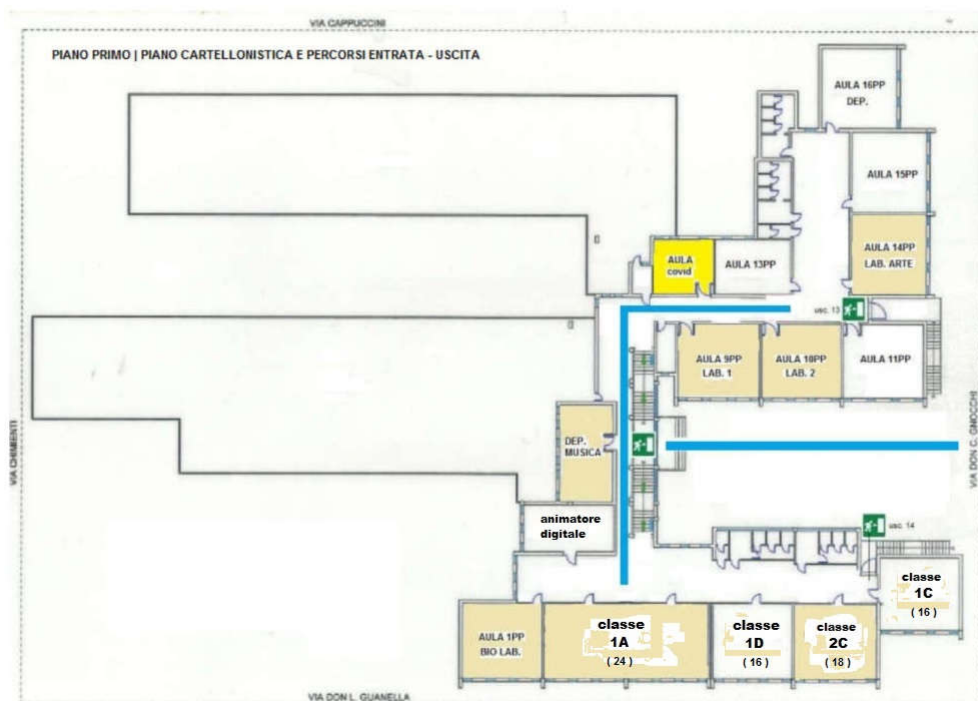 VIA CAPPUCCINI
PIANO PRIMO | PIANO CARTELLONISTICA E PERCORSI ENTRATA - USCITA
AULA 16PP
DEP.
AULA 15PP
AULA 14PP
LAB. ARTE
AULA
covid
AULA 13PP
usc. 13
AULA 9PP
LAB. 1
AULA 10PP
LAB. 2
AULA 11PP
DEP.
MUSICA
VIA CHIMIENTI
VIA DON C. GNOCCHI
animatore
digitale
usc. 14
classe
1C
( 16 )
AULA 1PP
BIO LAB.
classe
1A
( 24 )
classe
1D
( 16 )
classe
2C
( 18 )
VIA DON L. GUANELLA